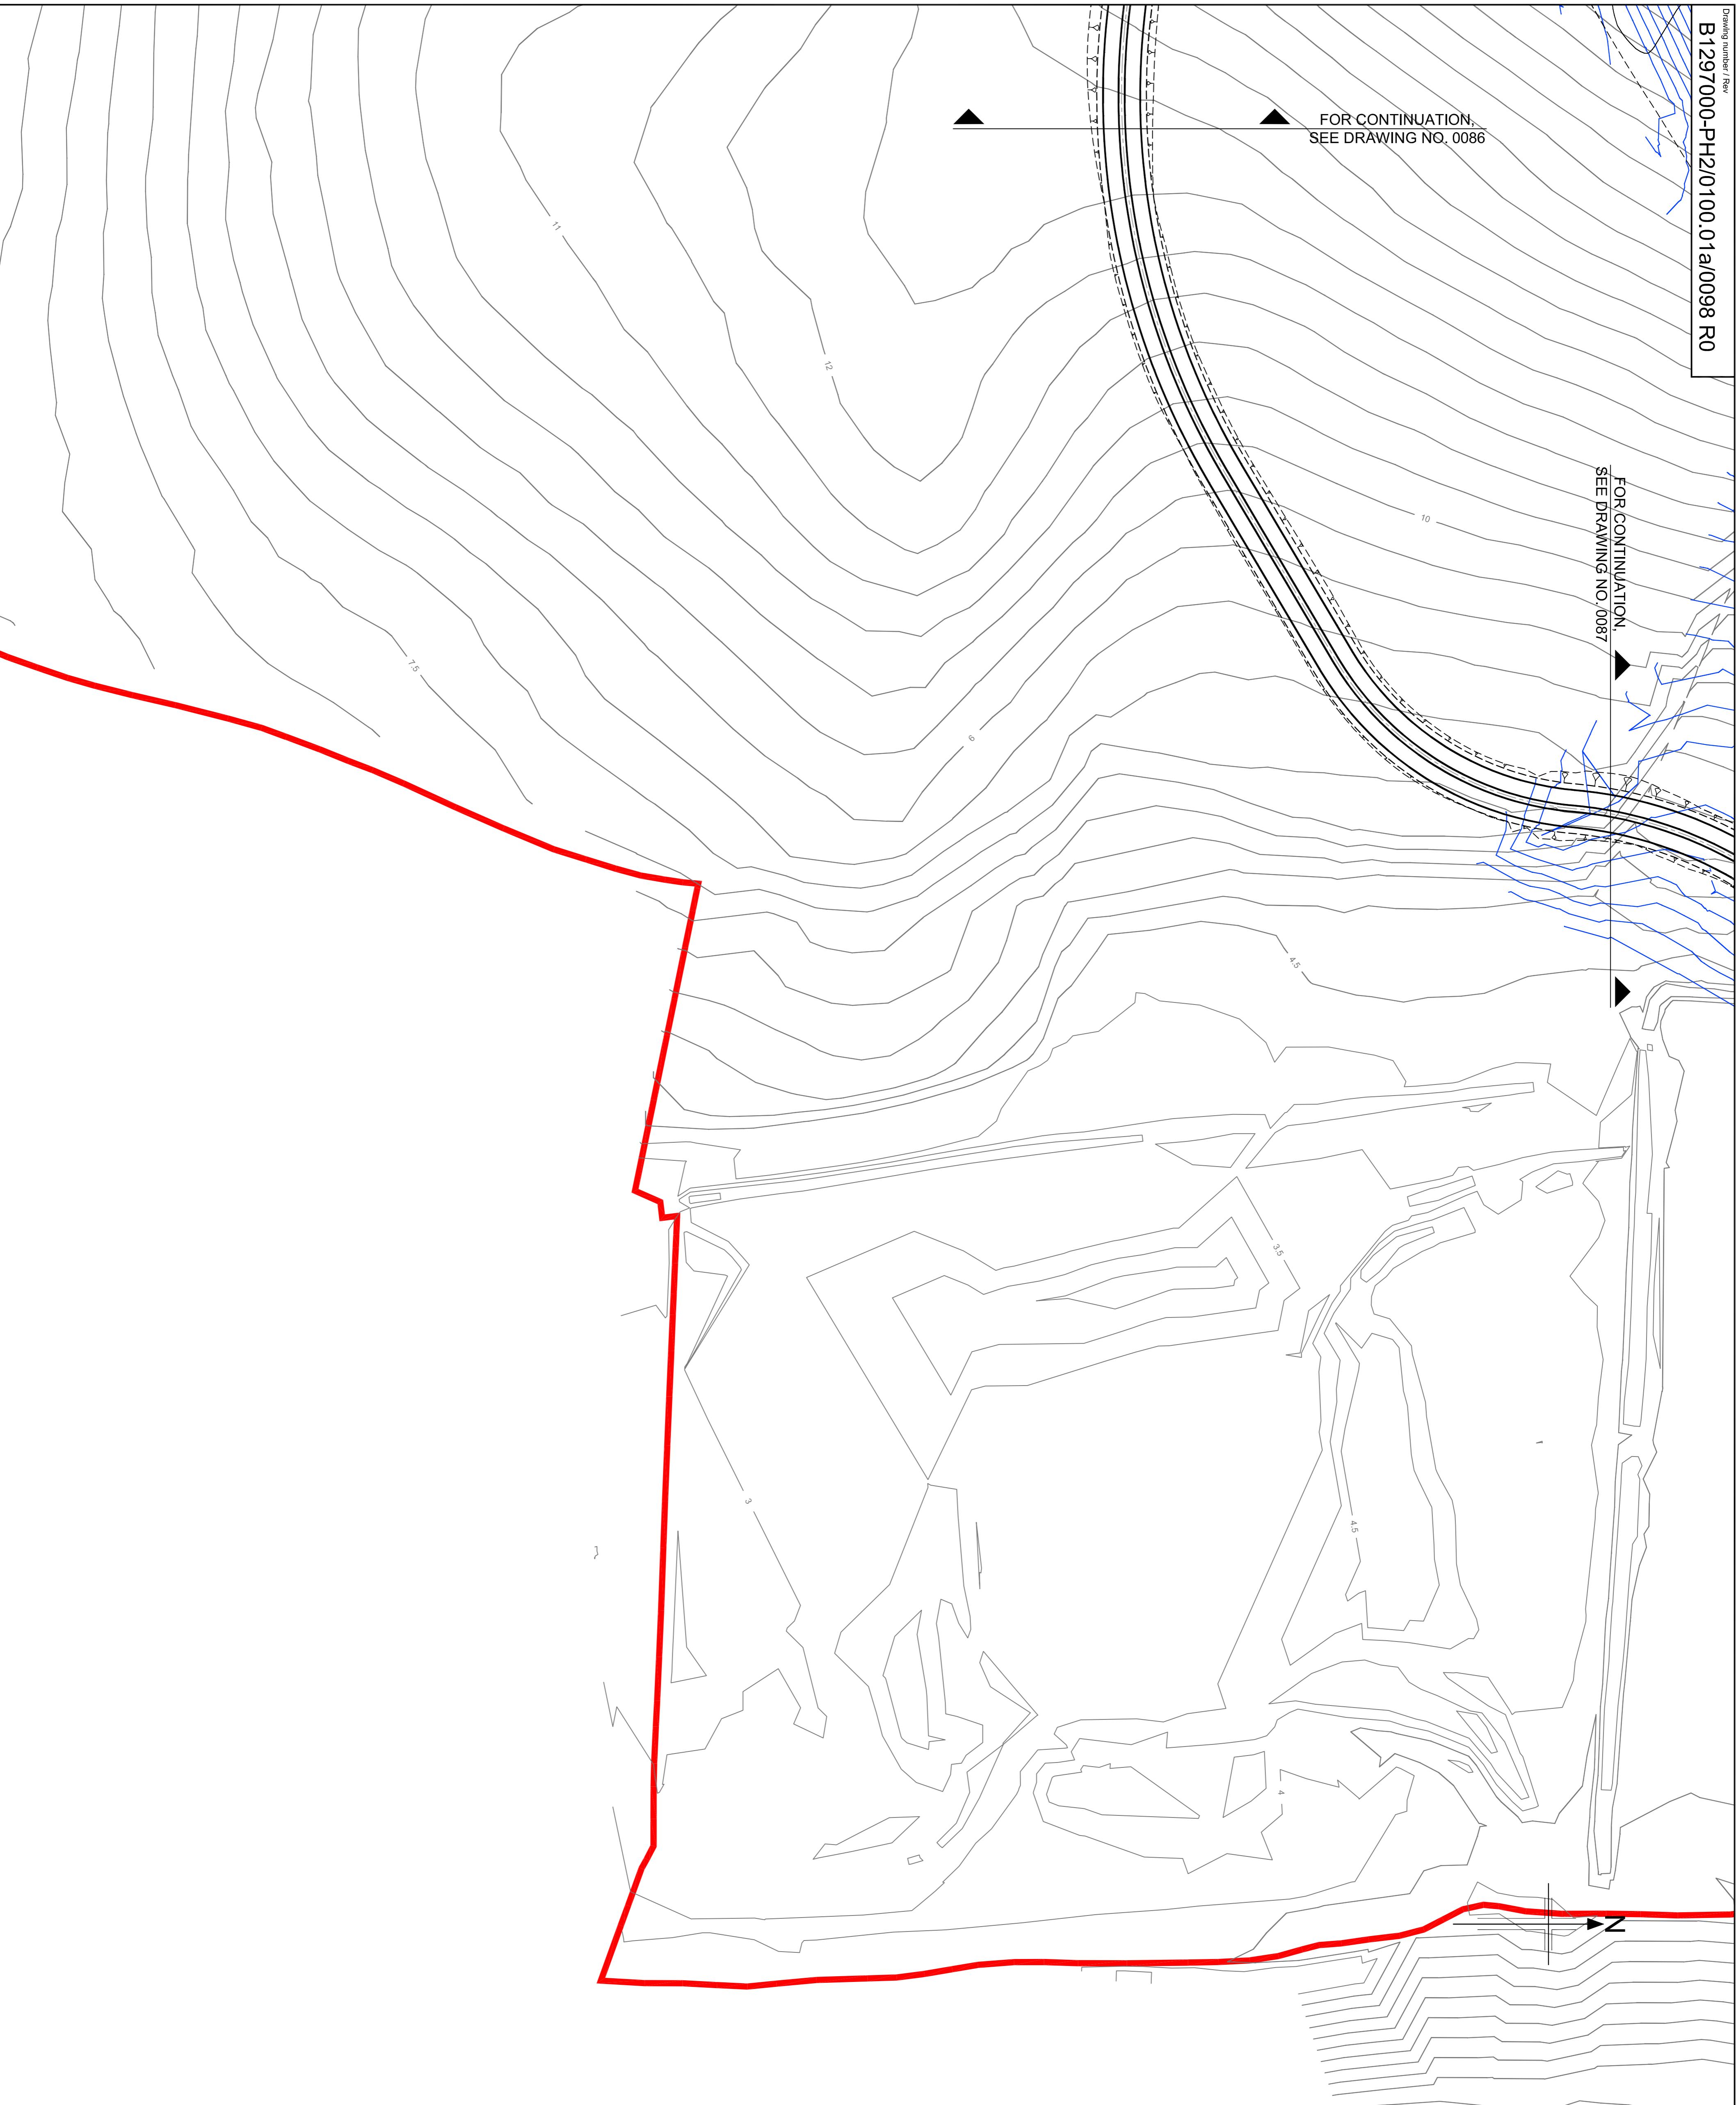 Drawing number / Rev
B1297000-PH2/0100.01a/0098 R0
FOR CONTINUATION,
SEE DRAWING NO. 0086
FOR CONTINUATION,
SEE DRAWING NO. 0087
11
12
10
7.5
6
4.5
3.5
3
4.5
4
N